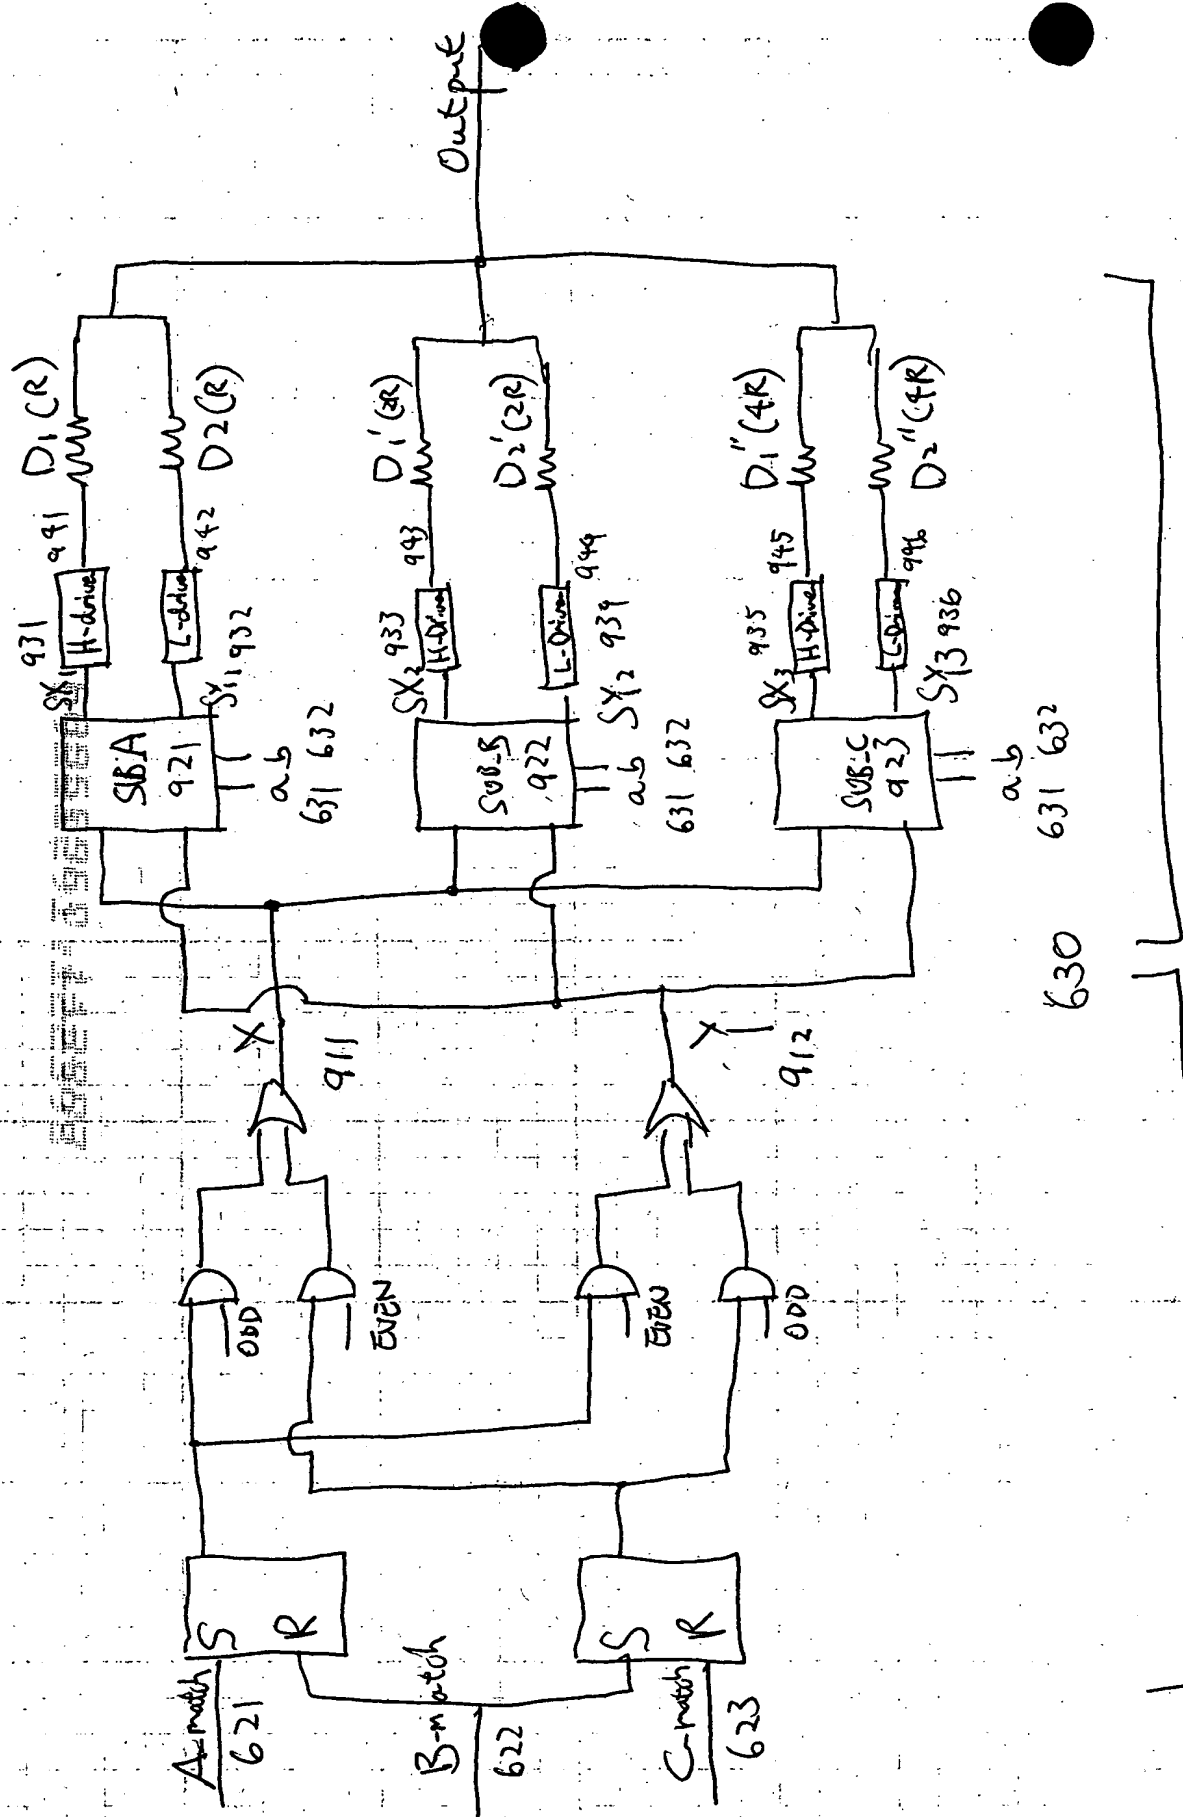 A-match
621
B-match
622
C-match
623
S
R
S
R
ODD
EVEN
EVEN
ODD
X
911
Y
912
SUB.A
921
a b
631 632
SX1
931
H-drive
941
D1 (R)
SY1 932
L-drive
942
D2 (R)
SUB.B
922
a b
631 632
SX2
933
H-Drive
943
D1' (2R)
SY2 934
L-Drive
944
D2' (2R)
SUB-C
923
a b
631 632
SX3
935
H-Drive
945
D1" (4R)
SY3 936
L-Drive
946
D2" (4R)
Output
630